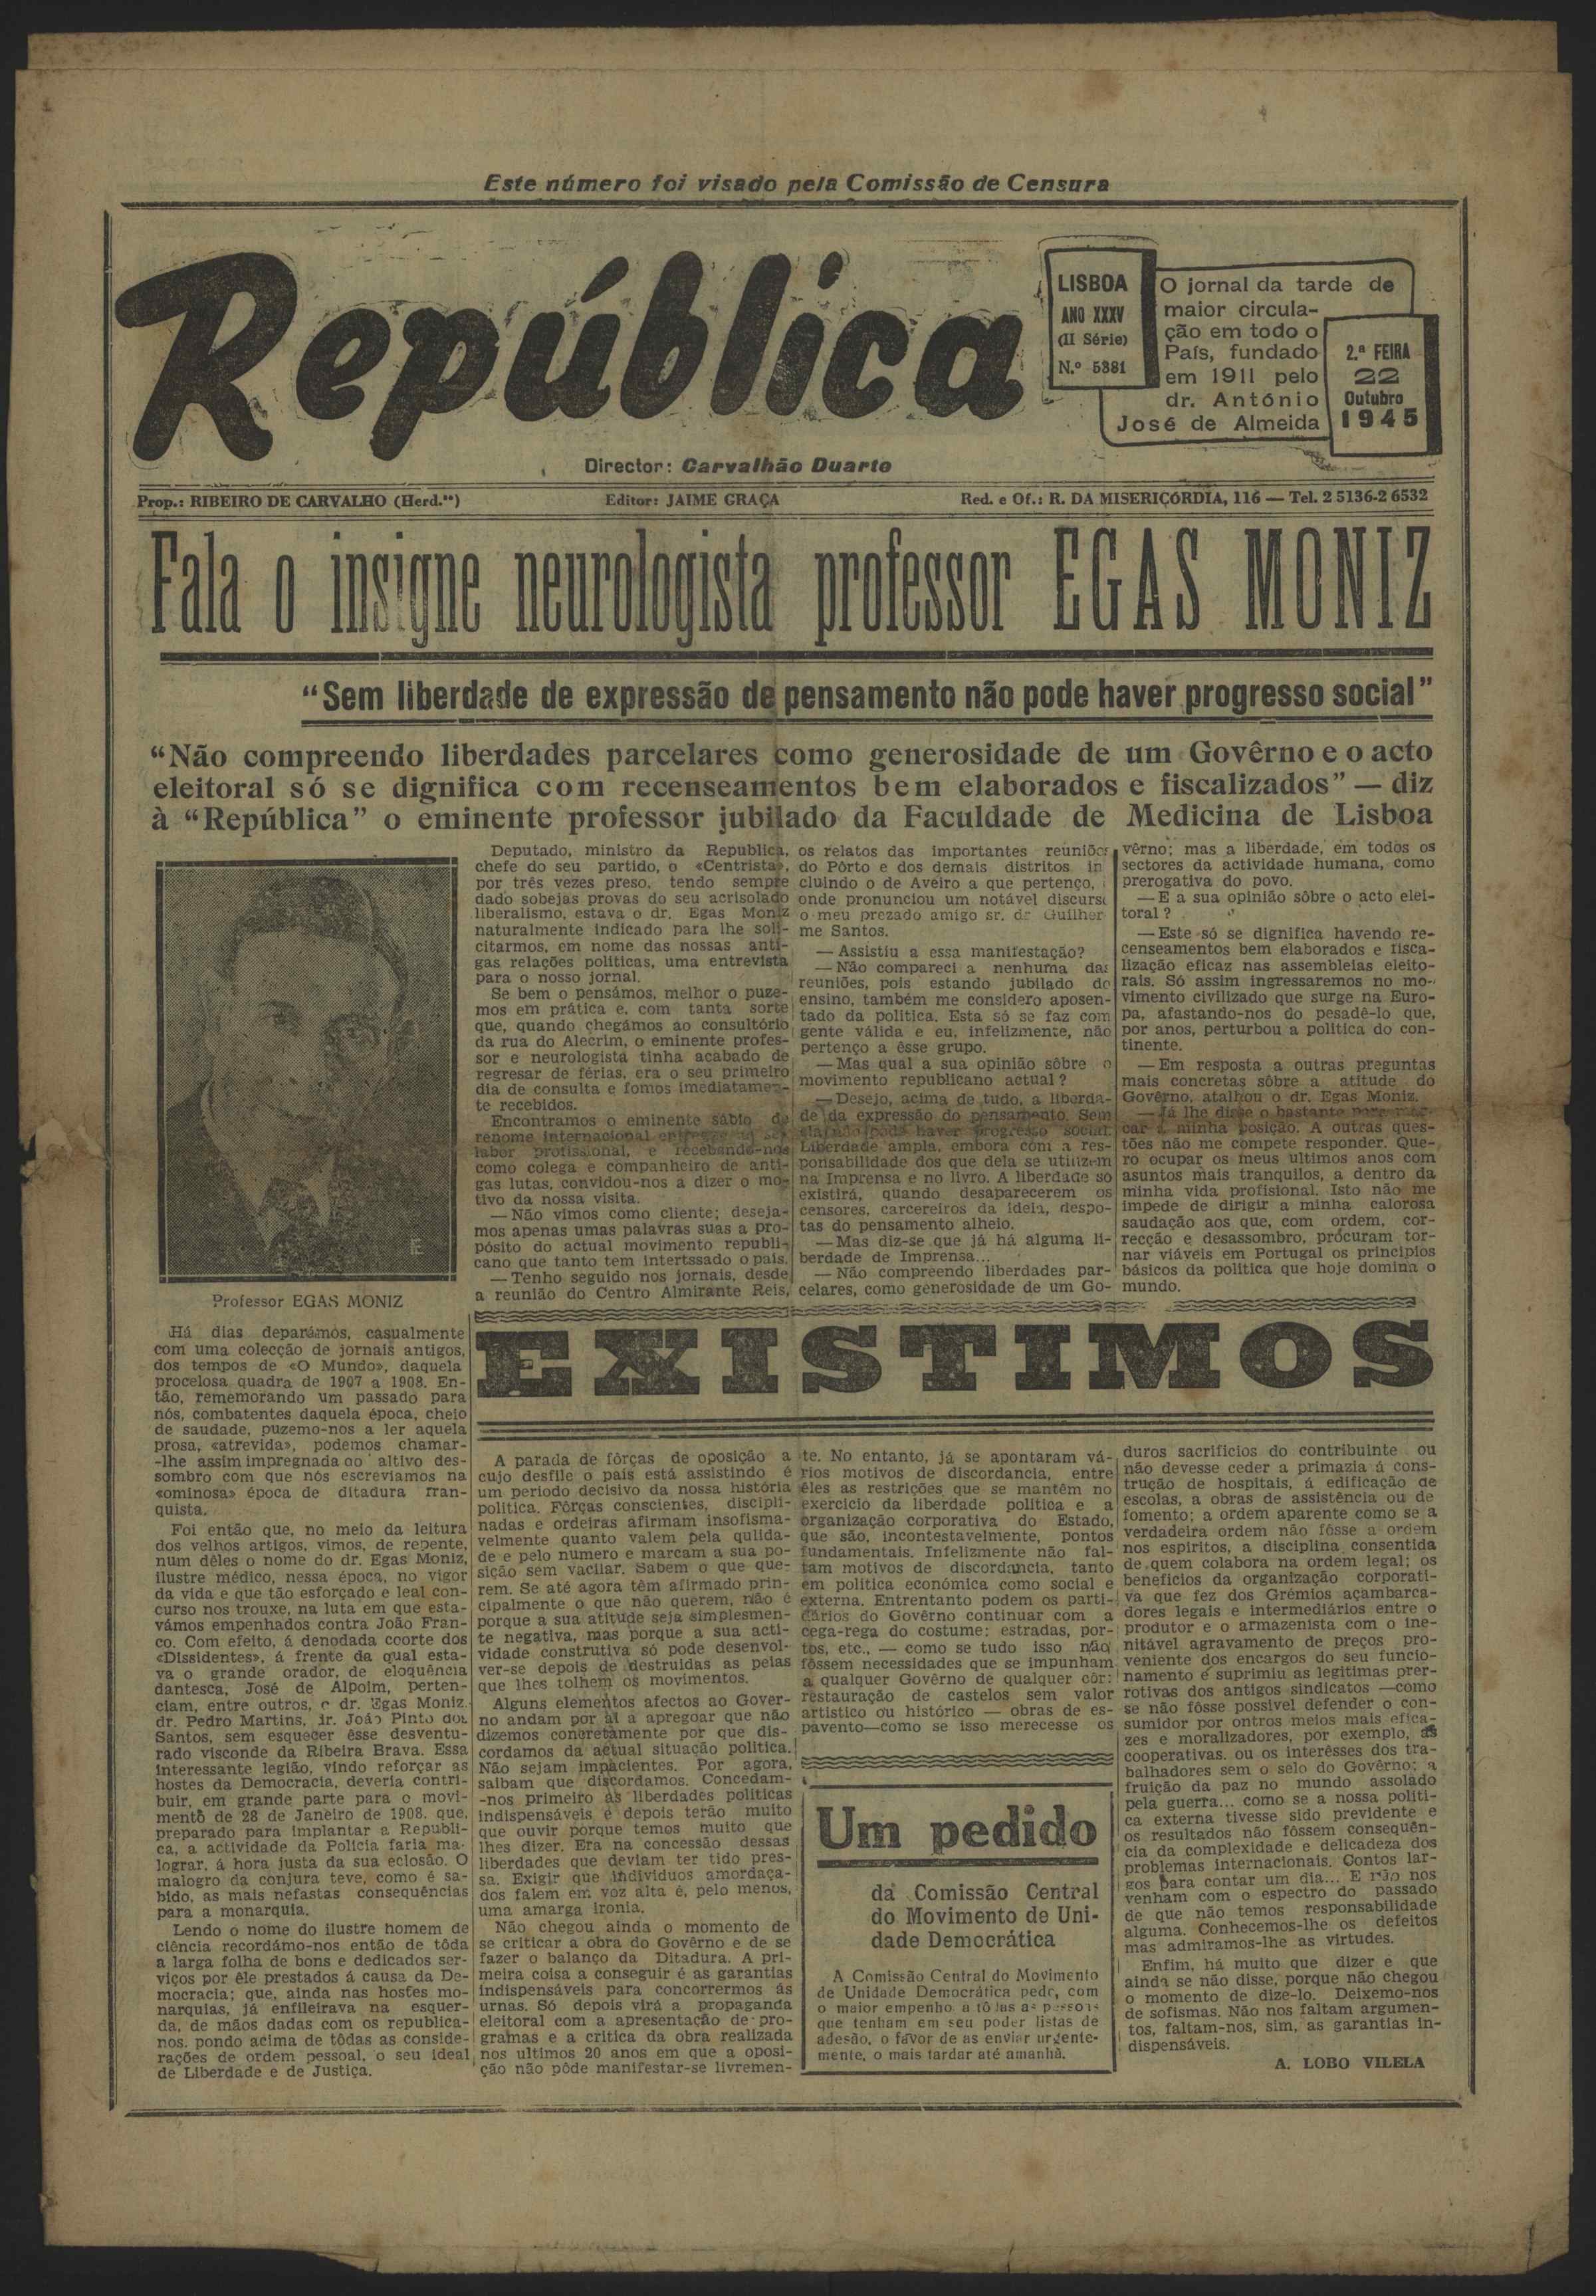 Este número foi visado pela Comissão de Censura
República
LISBOA
ANO XXXV
(II Série)
N.º 5381
O jornal da tarde de
maior circula-
ção em todo o
País, fundado
em 1911 pelo
dr. António
José de Almeida
2.ª FEIRA
22
Outubro
1945
Director: Carvalhão Duarte
Prop.: RIBEIRO DE CARVALHO (Herd.os)
Editor: JAIME GRAÇA
Red. e Of.: R. DA MISERICÓRDIA, 116 — Tel. 2 5136-2 6532
Fala o insigne neurologista professor EGAS MONIZ
“Sem liberdade de expressão de pensamento não pode haver progresso social”
“Não compreendo liberdades parcelares como generosidade de um Govêrno e o acto
eleitoral só se dignifica com recenseamentos bem elaborados e fiscalizados” — diz
à “República” o eminente professor jubilado da Faculdade de Medicina de Lisboa
Professor EGAS MONIZ
Há dias deparámos, casualmente
com uma colecção de jornais antigos,
dos tempos de «O Mundo», daquela
procelosa quadra de 1907 a 1908. En-
tão, rememorando um passado para
nós, combatentes daquela época, cheio
de saudade, puzemo-nos a ler aquela
prosa, «atrevida», podemos chamar-
-lhe assim impregnada do altivo des-
sombro com que nós escreviamos na
«ominosa» época de ditadura fran-
quista.
Foi então que, no meio da leitura
dos velhos artigos, vimos, de repente,
num dêles o nome do dr. Egas Moniz,
ilustre médico, nessa época, no vigor
da vida e que tão esforçado e leal con-
curso nos trouxe, na luta em que esta-
vámos empenhados contra João Fran-
co. Com efeito, á denodada coorte dos
«Dissidentes», á frente da qual esta-
va o grande orador, de eloquência
dantesca, José de Alpoim, perten-
ciam, entre outros, o dr. Egas Moniz.
dr. Pedro Martins, dr. João Pinto dos
Santos, sem esquecer êsse desventu-
rado visconde da Ribeira Brava. Essa
interessante legião, vindo reforçar as
hostes da Democracia, deveria contri-
buir, em grande parte para o movi-
mento de 28 de Janeiro de 1908. que,
preparado para implantar a Republi-
ca, a actividade da Policia faria ma-
lograr, á hora justa da sua eclosão. O
malogro da conjura teve, como é sa-
bido, as mais nefastas consequências
para a monarquia.
Lendo o nome do ilustre homem de
ciência recordámo-nos então de tôda
a larga folha de bons e dedicados ser-
viços por êle prestados á causa da De-
mocracia; que, ainda nas hostes mo-
narquias, já enfileirava na esquer-
da, de mãos dadas com os republica-
nos. pondo acima de tôdas as conside-
rações de ordem pessoal, o seu ideal
de Liberdade e de Justiça.
Deputado, ministro da Republica,
chefe do seu partido, o «Centrista»,
por três vezes preso, tendo sempre
dado sobejas provas do seu acrisolado
liberalismo, estava o dr. Egas Moniz
naturalmente indicado para lhe soli-
citarmos, em nome das nossas anti-
gas relações politicas, uma entrevista
para o nosso jornal.
Se bem o pensámos, melhor o puze-
mos em prática e, com tanta sorte
que, quando chegámos ao consultório
da rua do Alecrim, o eminente profes-
sor e neurologista tinha acabado de
regresar de férias, era o seu primeiro
dia de consulta e fomos imediatamen-
te recebidos.
Encontramos o eminente sábio de
renome internacional entregue ao seu
labor profissional, e recebendo-nos
como colega e companheiro de anti-
gas lutas, convidou-nos a dizer o mo-
tivo da nossa visita.
— Não vimos como cliente; deseja-
mos apenas umas palavras suas a pro-
pósito do actual movimento republi-
cano que tanto tem intertssado o país.
— Tenho seguido nos jornais, desde
a reunião do Centro Almirante Reis,
os relatos das importantes reuniões
do Pôrto e dos demais distritos in
cluindo o de Aveiro a que pertenço,
onde pronunciou um notável discurso
o meu prezado amigo sr. dr. Guilher
me Santos.
— Assistiu a essa manifestação?
— Não compareci a nenhuma das
reuniões, pois estando jubilado do
ensino, também me considero aposen-
tado da politica. Esta só se faz com
gente válida e eu, infelizmente, não
pertenço a êsse grupo.
— Mas qual a sua opinião sôbre o
movimento republicano actual?
— Desejo, acima de tudo, a liberda-
de da expressão do pensamento. Sem
ela não pode haver progresso social.
Liberdade ampla, embora com a res-
ponsabilidade dos que dela se utilizem
na Imprensa e no livro. A liberdade só
existirá, quando desaparecerem os
censores, carcereiros da ideia, despo-
tas do pensamento alheio.
— Mas diz-se que já há alguma li-
berdade de Imprensa...
— Não compreendo liberdades par-
celares, como generosidade de um Go-
vêrno; mas a liberdade, em todos os
sectores da actividade humana, como
prerogativa do povo.
— E a sua opinião sôbre o acto elei-
toral?
— Este só se dignifica havendo re-
censeamentos bem elaborados e fisca-
lização eficaz nas assembleias eleito-
rais. Só assim ingressaremos no mo-
vimento civilizado que surge na Euro-
pa, afastando-nos do pesadê-lo que,
por anos, perturbou a politica do con-
tinente.
— Em resposta a outras preguntas
mais concretas sôbre a atitude do
Govêrno, atalhou o dr. Egas Moniz.
— Já lhe disse o bastante para mar-
car a minha posição. A outras ques-
tões não me compete responder. Que-
ro ocupar os meus ultimos anos com
asuntos mais tranquilos, a dentro da
minha vida profisional. Isto não me
impede de dirigir a minha calorosa
saudação aos que, com ordem, cor-
recção e desassombro, procuram tor-
nar viáveis em Portugal os principios
básicos da politica que hoje domina o
mundo.
EXISTIMOS
A parada de fôrças de oposição a
cujo desfile o país está assistindo é
um periodo decisivo da nossa história
politica. Fôrças conscientes, discipli-
nadas e ordeiras afirmam insofisma-
velmente quanto valem pela qulida-
de e pelo numero e marcam a sua po-
sição sem vacilar. Sabem o que que-
rem. Se até agora têm afirmado prin-
cipalmente o que não querem, não é
porque a sua atitude seja simplesmen-
te negativa, mas porque a sua acti-
vidade construtiva só pode desenvol-
ver-se depois de destruidas as peias
que lhes tolhem os movimentos.
Alguns elementos afectos ao Gover-
no andam por aí a apregoar que não
dizemos concretamente por que dis-
cordamos da actual situação politica.
Não sejam impacientes. Por agora,
saibam que discordamos. Concedam-
-nos primeiro as liberdades politicas
indispensáveis e depois terão muito
que ouvir porque temos muito que
lhes dizer. Era na concessão dessas
liberdades que deviam ter tido pres-
sa. Exigir que individuos amordaça-
dos falem em voz alta é, pelo menos,
uma amarga ironia.
Não chegou ainda o momento de
se criticar a obra do Govêrno e de se
fazer o balanço da Ditadura. A pri-
meira coisa a conseguir é as garantias
indispensáveis para concorrermos ás
urnas. Só depois virá a propaganda
eleitoral com a apresentação de pro-
gramas e a critica da obra realizada
nos ultimos 20 anos em que a oposi-
ção não pôde manifestar-se livremen-
te. No entanto, já se apontaram vá-
rios motivos de discordancia, entre
êles as restrições que se mantêm no
exercicio da liberdade politica e a
organização corporativa do Estado,
que são, incontestavelmente, pontos
fundamentais. Infelizmente não fal-
tam motivos de discordancia, tanto
em politica económica como social e
externa. Entretanto podem os parti-
dários do Govêrno continuar com a
cega-rega do costume: estradas, por-
tos, etc., — como se tudo isso não
fôssem necessidades que se impunham
a qualquer Govêrno de qualquer côr:
restauração de castelos sem valor
artistico ou histórico — obras de es-
pavento—como se isso merecesse os
duros sacrificios do contribuinte ou
não devesse ceder a primazia á cons-
trução de hospitais, á edificação de
escolas, a obras de assistência ou de
fomento; a ordem aparente como se a
verdadeira ordem não fôsse a ordem
nos espiritos, a disciplina consentida
de quem colabora na ordem legal; os
beneficios da organização corporati-
va que fez dos Grémios açambarca-
dores legais e intermediários entre o
produtor e o armazenista com o ine-
nitável agravamento de preços pro-
veniente dos encargos do seu funcio-
namento e suprimiu as legitimas prer-
rotivas dos antigos sindicatos —como
se não fôsse possivel defender o con-
sumidor por ontros meios mais efica-
zes e moralizadores, por exemplo, as
cooperativas. ou os interêsses dos tra-
balhadores sem o selo do Govêrno; a
fruição da paz no mundo assolado
pela guerra... como se a nossa politi-
ca externa tivesse sido previdente e
os resultados não fôssem consequên-
cia da complexidade e delicadeza dos
problemas internacionais. Contos lar-
gos para contar um dia... E não nos
venham com o espectro do passado
de que não temos responsabilidade
alguma. Conhecemos-lhe os defeitos
mas admiramos-lhe as virtudes.
Enfim, há muito que dizer e que
ainda se não disse, porque não chegou
o momento de dize-lo. Deixemo-nos
de sofismas. Não nos faltam argumen-
tos, faltam-nos, sim, as garantias in-
dispensáveis.
A. LOBO VILELA
Um pedido
da Comissão Central
do Movimento de Uni-
dade Democrática
A Comissão Central do Movimento
de Unidade Democrática pede, com
o maior empenho a tôdas as pessoas
que tenham em seu poder listas de
adesão, o favor de as enviar urgente-
mente, o mais tardar até amanhã.